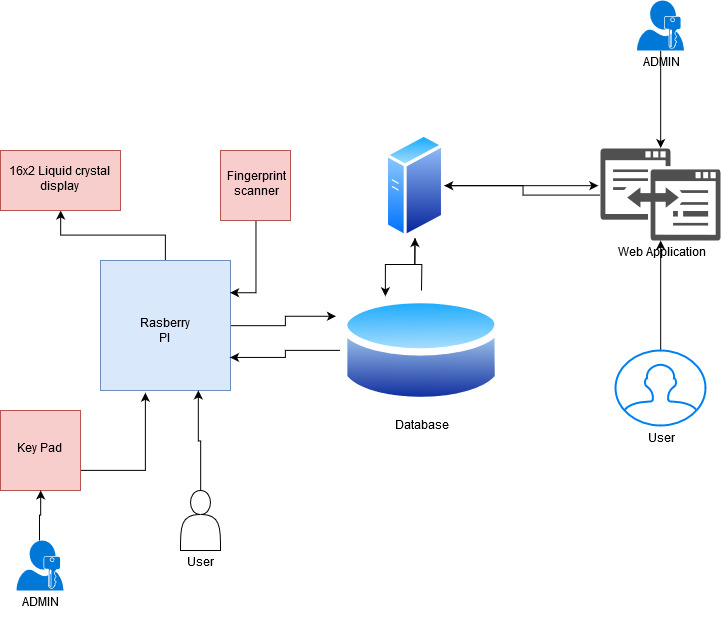 ADMIN
16x2 Liquid crystal
display
Fingerprint
scanner
Web Application
Rasberry
PI
Database
User
Key Pad
User
ADMIN